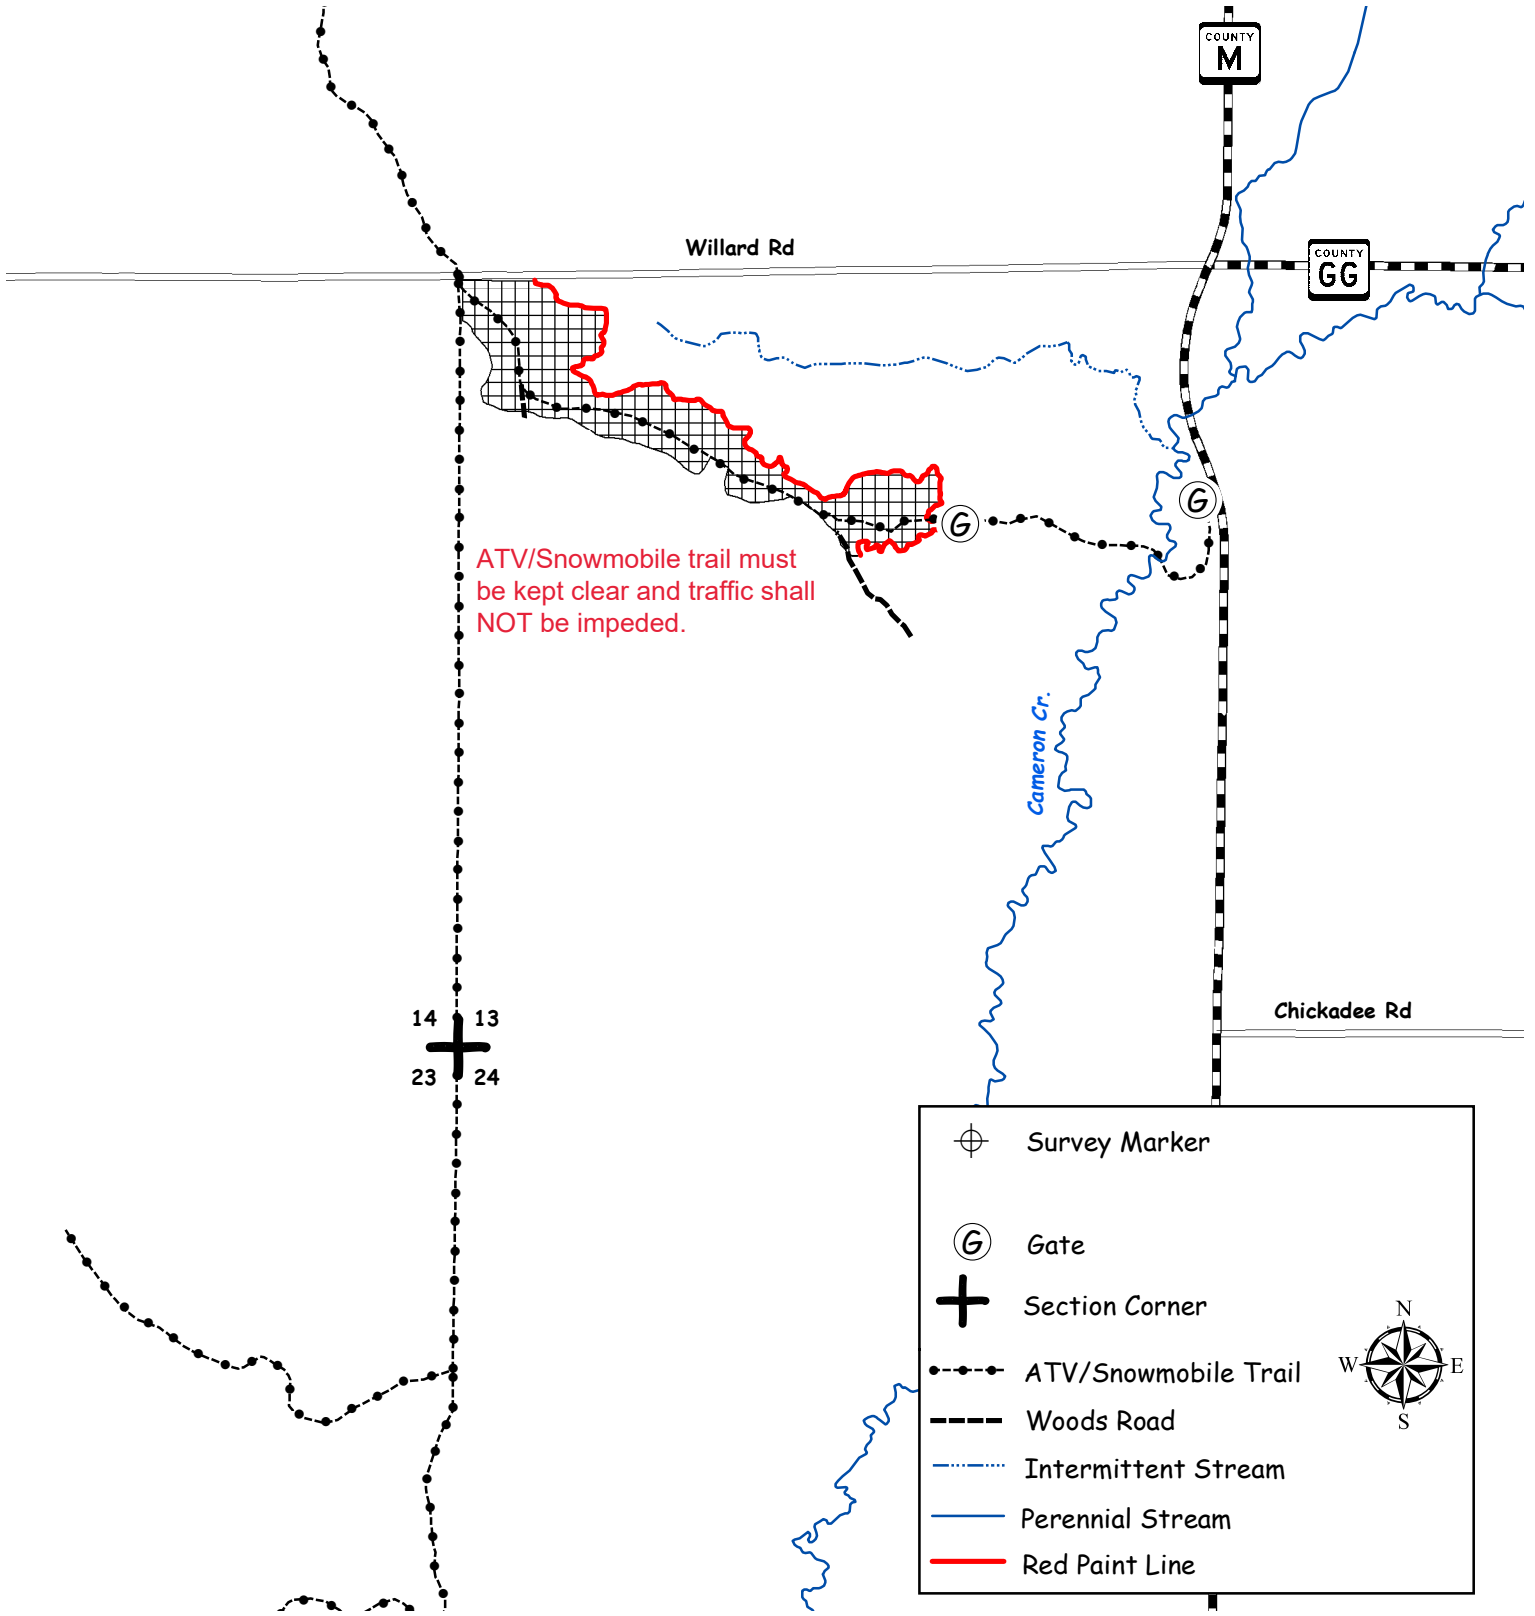 COUNTY
M
Willard Rd
COUNTY
GG
G
G
ATV/Snowmobile trail must
be kept clear and traffic shall
NOT be impeded.
Cameron Cr.
14 13
23 24
Chickadee Rd
Survey Marker
G Gate
Section Corner
ATV/Snowmobile Trail
Woods Road
Intermittent Stream
Perennial Stream
Red Paint Line
N
W E
S